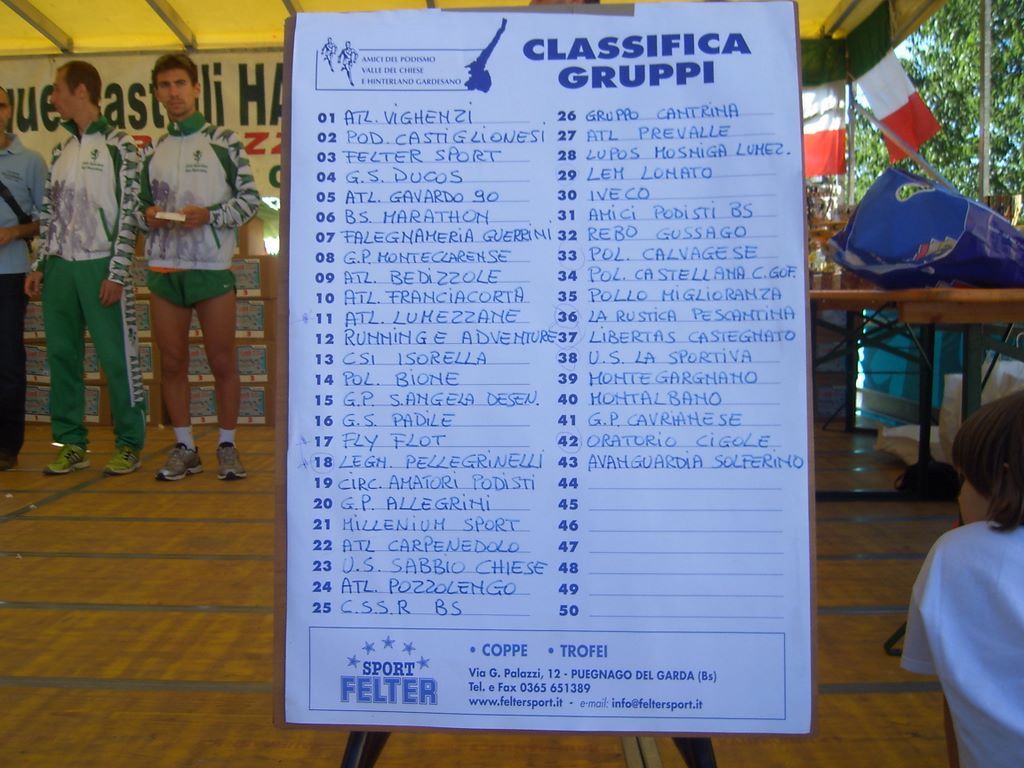 AMICI DEL PODISMO
VALLE DEL CHIESE
E HINTERLAND GARDESANO
CLASSIFICA
GRUPPI
01 ATL. VIGHENZI
02 POD. CASTIGLIONESI
03 FELTER SPORT
04 G.S. DUCOS
05 ATL. GAVARDO 90
06 BS. MARATHON
07 FALEGNAMERIA GUERRINI
08 G.P. MONTECLARENSE
09 ATL. BEDIZZOLE
10 ATL. FRANCIACORTA
11 ATL. LUMEZZANE
12 RUNNING E ADVENTURE
13 CSI ISORELLA
14 POL. BIONE
15 G.P. S.ANGELA DESEN.
16 G.S. PADILE
17 FLY FLOT
18 LEGN. PELLEGRINELLI
19 CIRC. AMATORI PODISTI
20 G.P. ALLEGRINI
21 MILLENIUM SPORT
22 ATL CARPENEDOLO
23 U.S. SABBIO CHIESE
24 ATL. POZZOLENGO
25 C.S.S.R BS
26 GRUPPO CANTRINA
27 ATL PREVALLE
28 LUPOS MOSNIGA LUMEZ.
29 LEM LONATO
30 IVECO
31 AMICI PODISTI BS
32 REBO GUSSAGO
33 POL. CALVAGESE
34 POL. CASTELLANA C. GOF.
35 POLLO MIGLIORANZA
36 LA RUSTICA PESCANTINA
37 LIBERTAS CASTEGNATO
38 U.S. LA SPORTIVA
39 MONTEGARGNANO
40 MONTALBANO
41 G.P. CAVRIANESE
42 ORATORIO CIGOLE
43 AVANGUARDIA SOLFERINO
44
45
46
47
48
49
50
SPORT
FELTER
• COPPE • TROFEI
Via G. Palazzi, 12 - PUEGNAGO DEL GARDA (Bs)
Tel. e Fax 0365 651389
www.feltersport.it - e-mail: info@feltersport.it